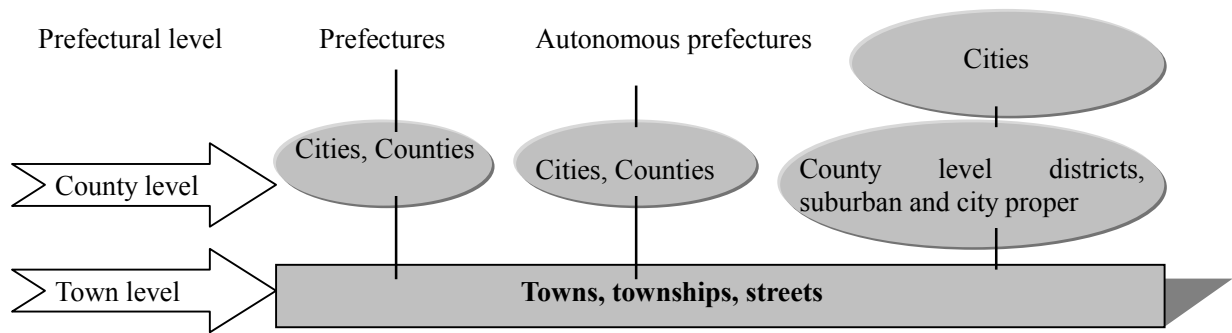 Prefectural level
Prefectures
Autonomous prefectures
Cities
County level
Cities, Counties
Cities, Counties
County level districts,
suburban and city proper
Town level
Towns, townships, streets